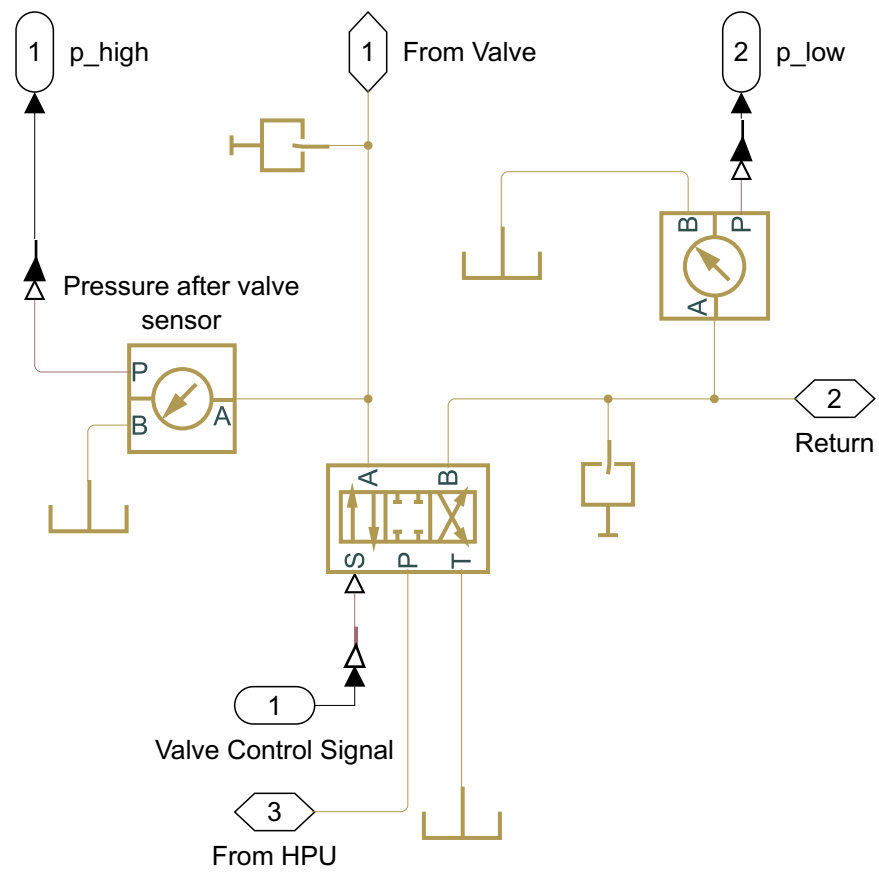 1
p_high
1
From Valve
2
p_low
B
P
A
Pressure after valve
sensor
P
B
A
2
Return
A
B
S
P
T
1
Valve Control Signal
3
From HPU